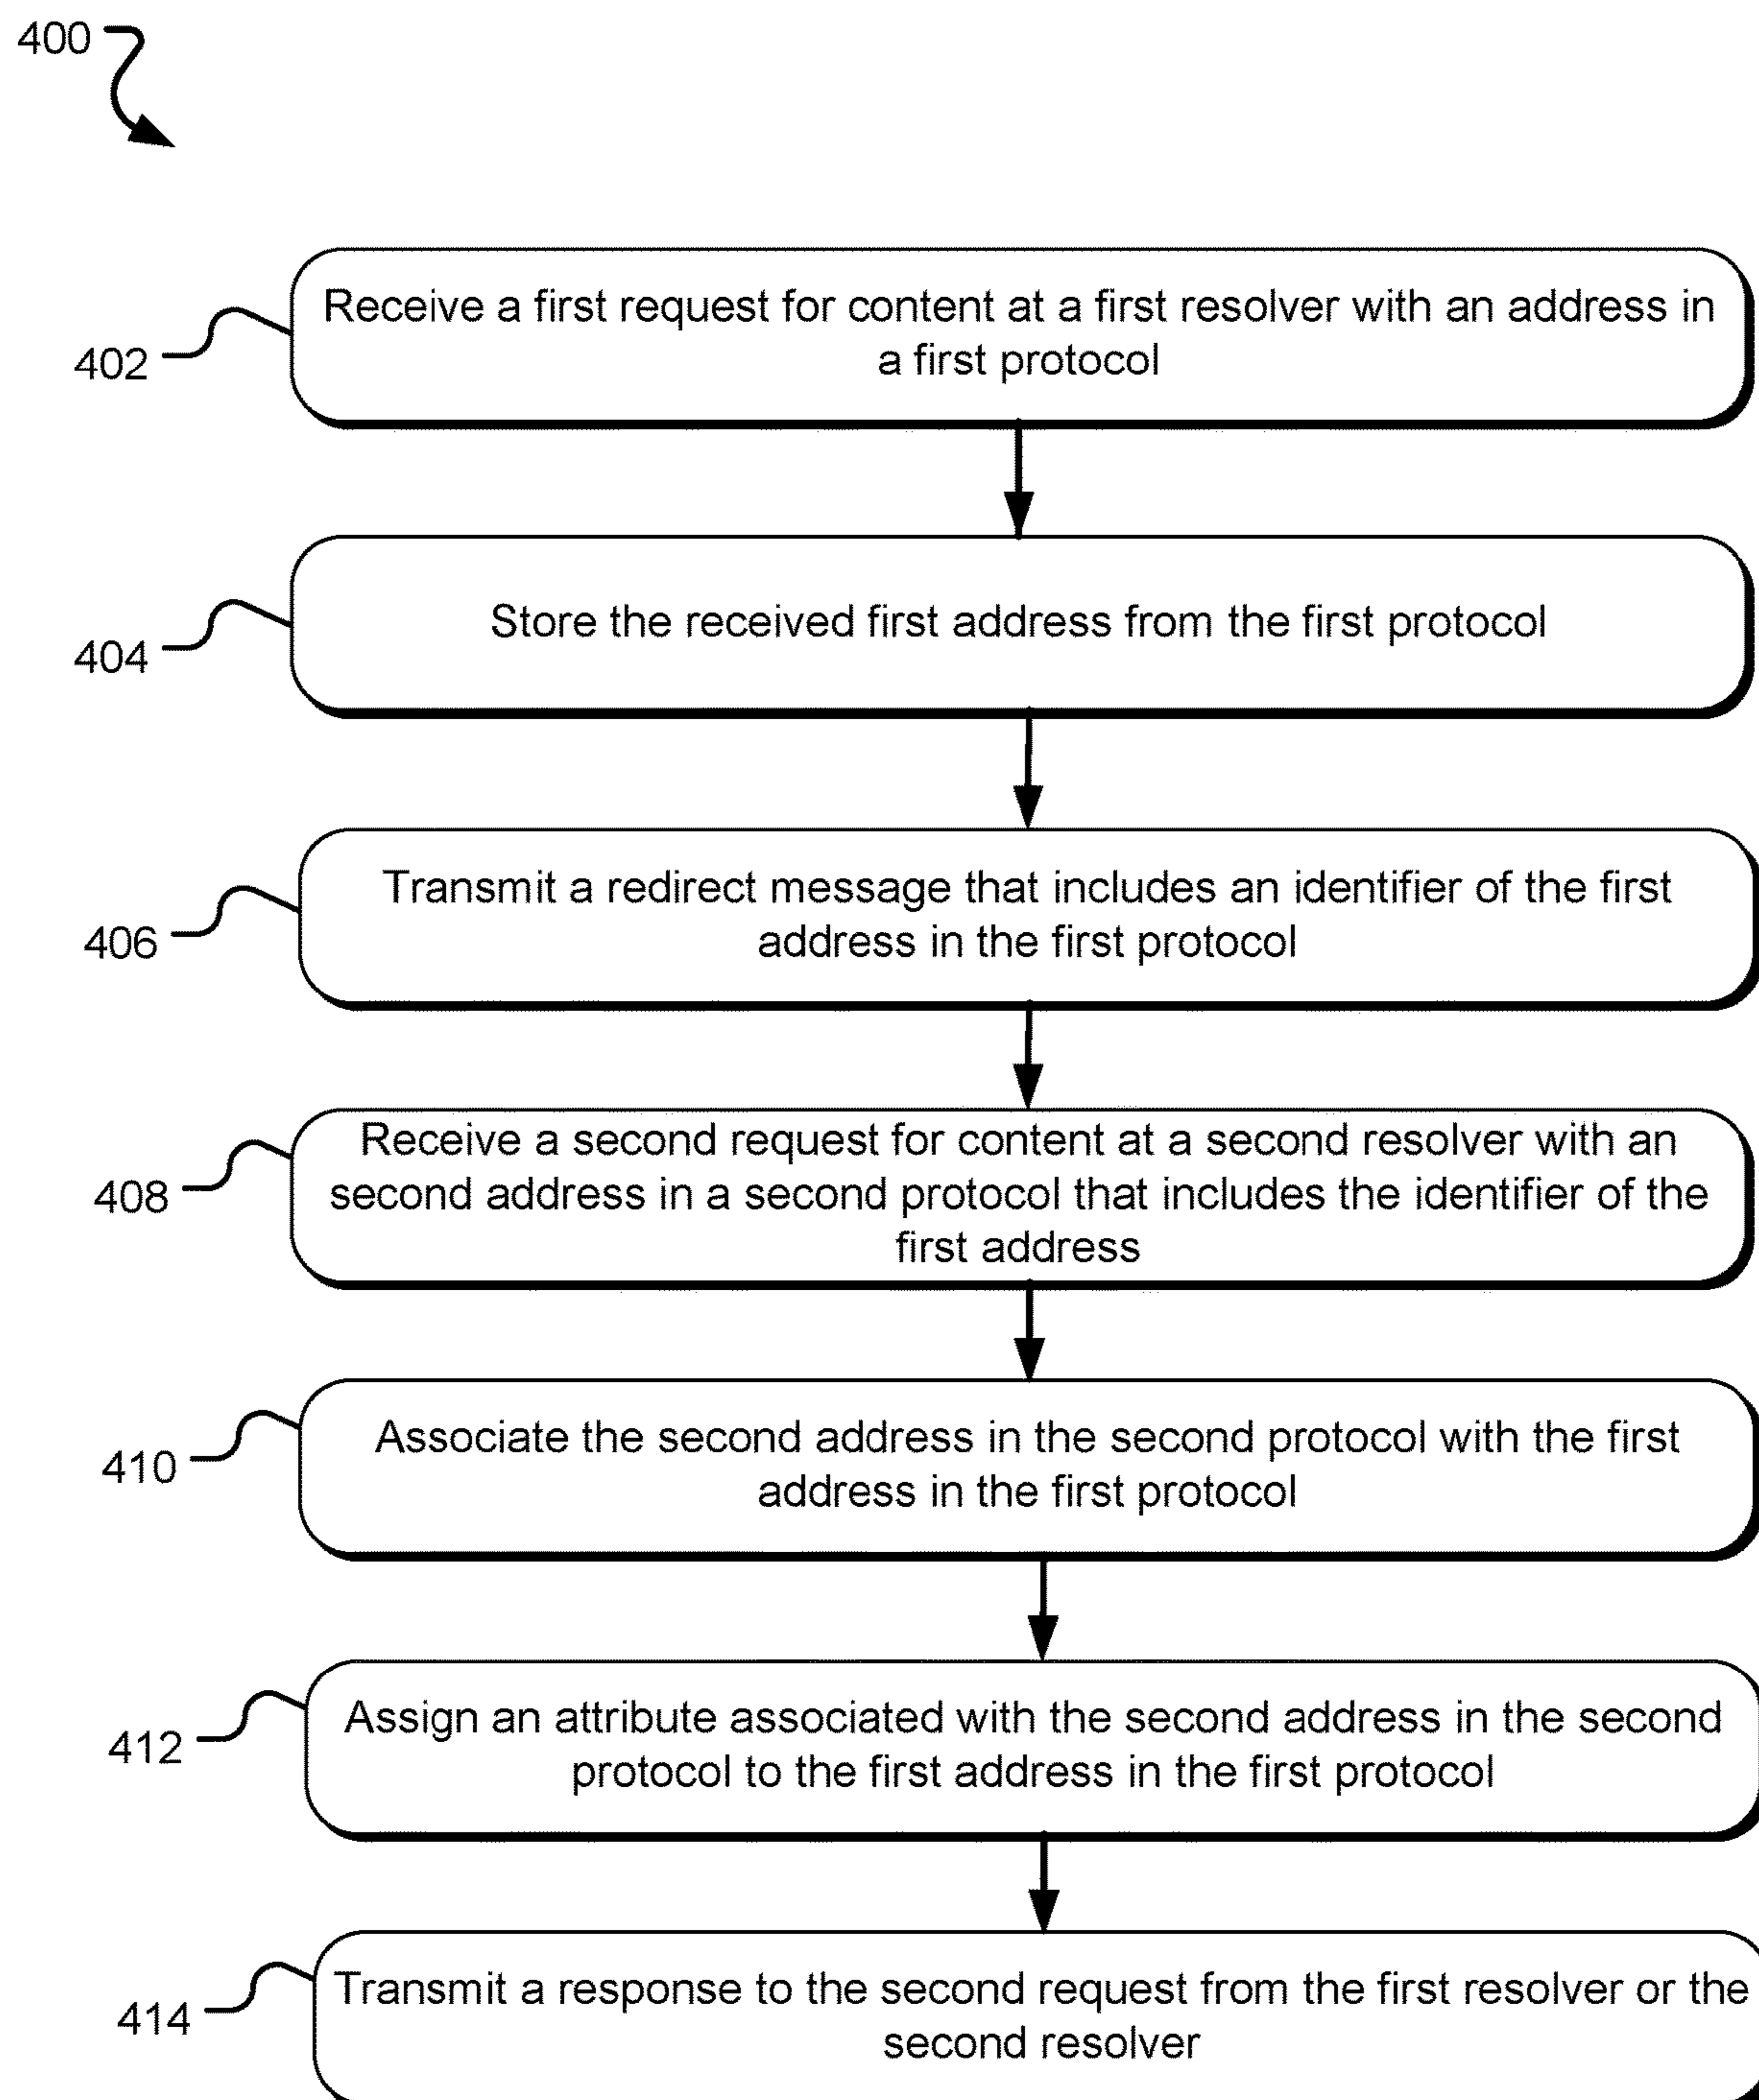 400
Receive a first request for content at a first resolver with an address in
a first protocol
402
Store the received first address from the first protocol
404
Transmit a redirect message that includes an identifier of the first
address in the first protocol
406
Receive a second request for content at a second resolver with an
second address in a second protocol that includes the identifier of the
first address
408
Associate the second address in the second protocol with the first
address in the first protocol
410
Assign an attribute associated with the second address in the second
protocol to the first address in the first protocol
412
Transmit a response to the second request from the first resolver or the
second resolver
414